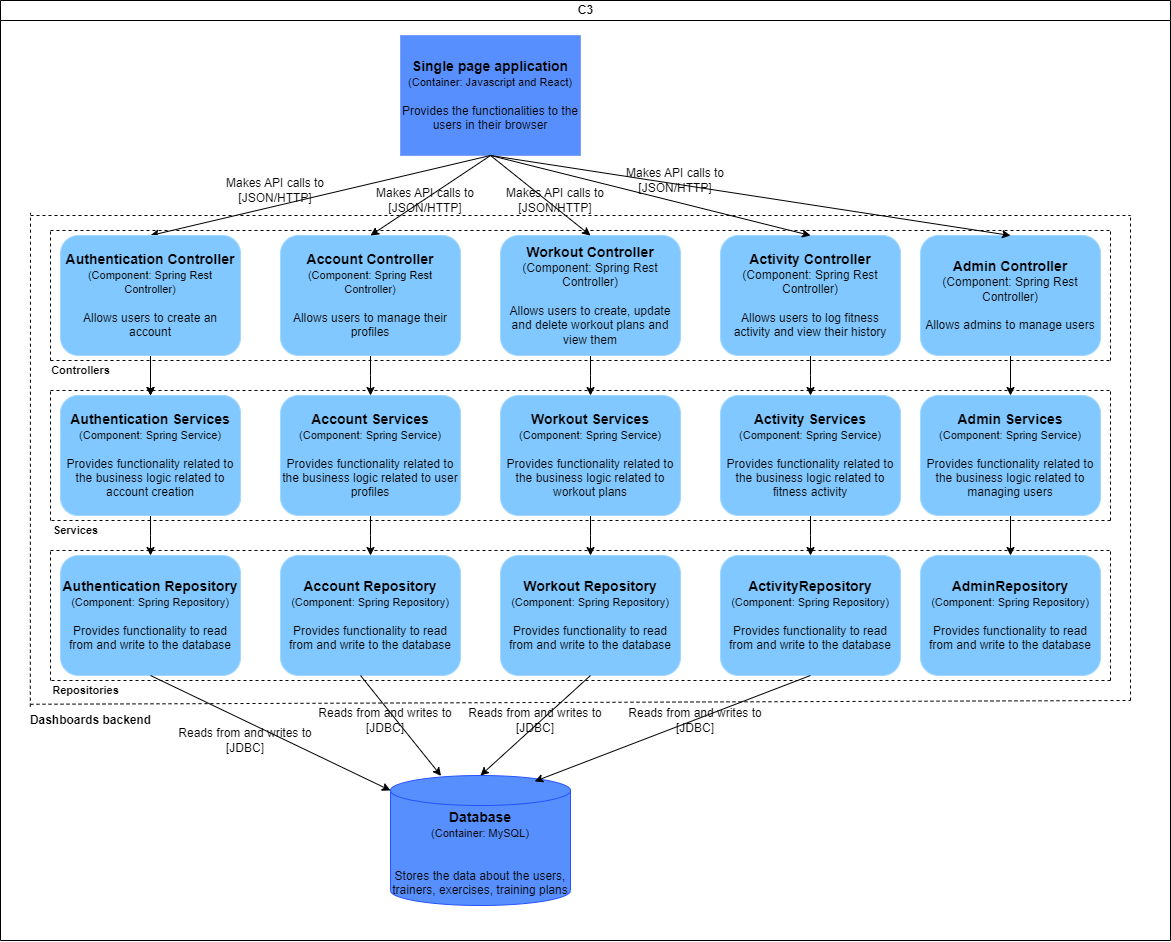 C3
Single page application
(Container: Javascript and React)
Provides the functionalities to the
users in their browser
Makes API calls to
[JSON/HTTP]
Makes API calls to
[JSON/HTTP]
Makes API calls to
[JSON/HTTP]
Makes API calls to
[JSON/HTTP]
Authentication Controller
(Component: Spring Rest
Controller)
Allows users to create an
account
Account Controller
(Component: Spring Rest
Controller)
Allows users to manage their
profiles
Workout Controller
(Component: Spring Rest
Controller)
Allows users to create, update
and delete workout plans and
view them
Activity Controller
(Component: Spring Rest
Controller)
Allows users to log fitness
activity and view their history
Admin Controller
(Component: Spring Rest
Controller)
Allows admins to manage users
Controllers
Authentication Services
(Component: Spring Service)
Provides functionality related to
the business logic related to
account creation
Account Services
(Component: Spring Service)
Provides functionality related to
the business logic related to user
profiles
Workout Services
(Component: Spring Service)
Provides functionality related to
the business logic related to
workout plans
Activity Services
(Component: Spring Service)
Provides functionality related to
the business logic related to
fitness activity
Admin Services
(Component: Spring Service)
Provides functionality related to
the business logic related to
managing users
Services
Authentication Repository
(Component: Spring Repository)
Provides functionality to read
from and write to the database
Account Repository
(Component: Spring Repository)
Provides functionality to read
from and write to the database
Workout Repository
(Component: Spring Repository)
Provides functionality to read
from and write to the database
ActivityRepository
(Component: Spring Repository)
Provides functionality to read
from and write to the database
AdminRepository
(Component: Spring Repository)
Provides functionality to read
from and write to the database
Repositories
Dashboards backend
Reads from and writes to
[JDBC]
Reads from and writes to
[JDBC]
Reads from and writes to
[JDBC]
Reads from and writes to
[JDBC]
Database
(Container: MySQL)
Stores the data about the users,
trainers, exercises, training plans